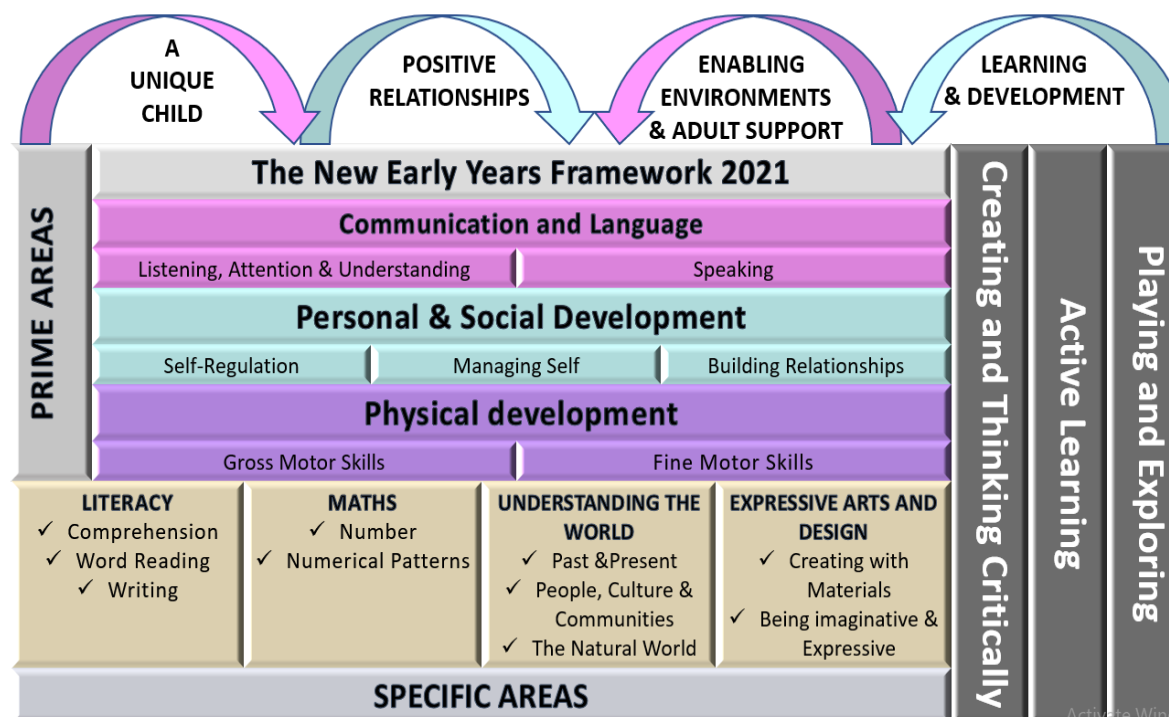 A
UNIQUE
CHILD
POSITIVE
RELATIONSHIPS
ENABLING
ENVIRONMENTS
& ADULT SUPPORT
LEARNING
& DEVELOPMENT
PRIME AREAS
The New Early Years Framework 2021
Communication and Language
Listening, Attention & Understanding
Speaking
Personal & Social Development
Self-Regulation
Managing Self
Building Relationships
Physical development
Gross Motor Skills
Fine Motor Skills
LITERACY
✓ Comprehension
✓ Word Reading
✓ Writing
MATHS
✓ Number
✓ Numerical Patterns
UNDERSTANDING THE
WORLD
✓ Past &Present
✓ People, Culture &
Communities
✓ The Natural World
EXPRESSIVE ARTS AND
DESIGN
✓ Creating with
Materials
✓ Being imaginative &
Expressive
SPECIFIC AREAS
Creating and Thinking Critically
Active Learning
Playing and Exploring
Activate